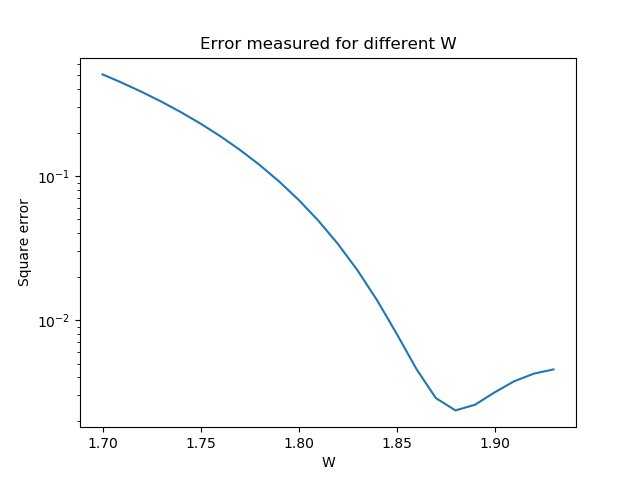 Error measured for different W
Square error
10⁻¹
10⁻²
1.70 1.75 1.80 1.85 1.90
W